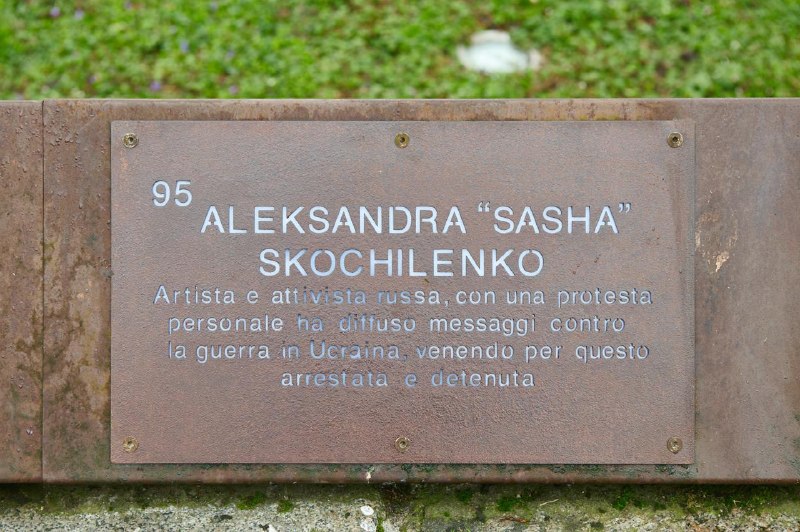 95
ALEKSANDRA “SASHA”
SKOCHILENKO
Artista e attivista russa, con una protesta
personale ha diffuso messaggi contro
la guerra in Ucraina, venendo per questo
arrestata e detenuta